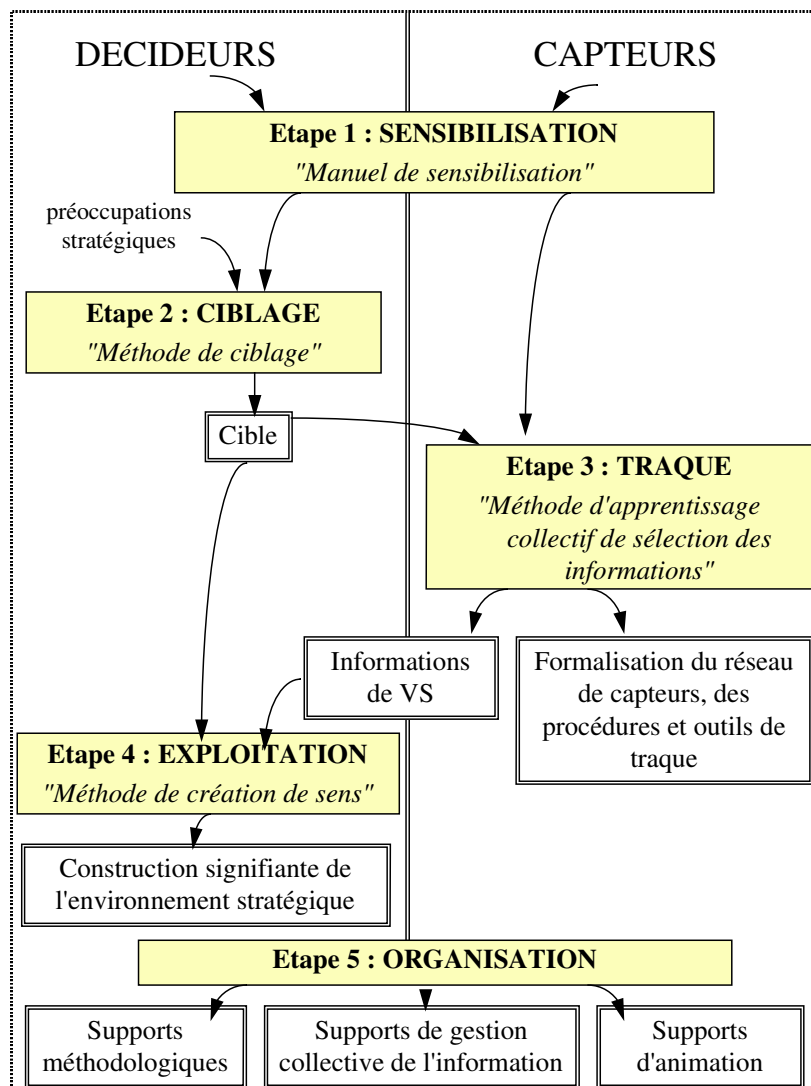 DECIDEURS
CAPTEURS
Etape 1 : SENSIBILISATION
"Manuel de sensibilisation"
préoccupations
stratégiques
Etape 2 : CIBLAGE
"Méthode de ciblage"
Cible
Etape 3 : TRAQUE
"Méthode d'apprentissage
collectif de sélection des
informations"
Informations
de VS
Formalisation du réseau
de capteurs, des
procédures et outils de
traque
Etape 4 : EXPLOITATION
"Méthode de création de sens"
Construction signifiante de
l'environnement stratégique
Etape 5 : ORGANISATION
Supports
méthodologiques
Supports de gestion
collective de l'information
Supports
d'animation